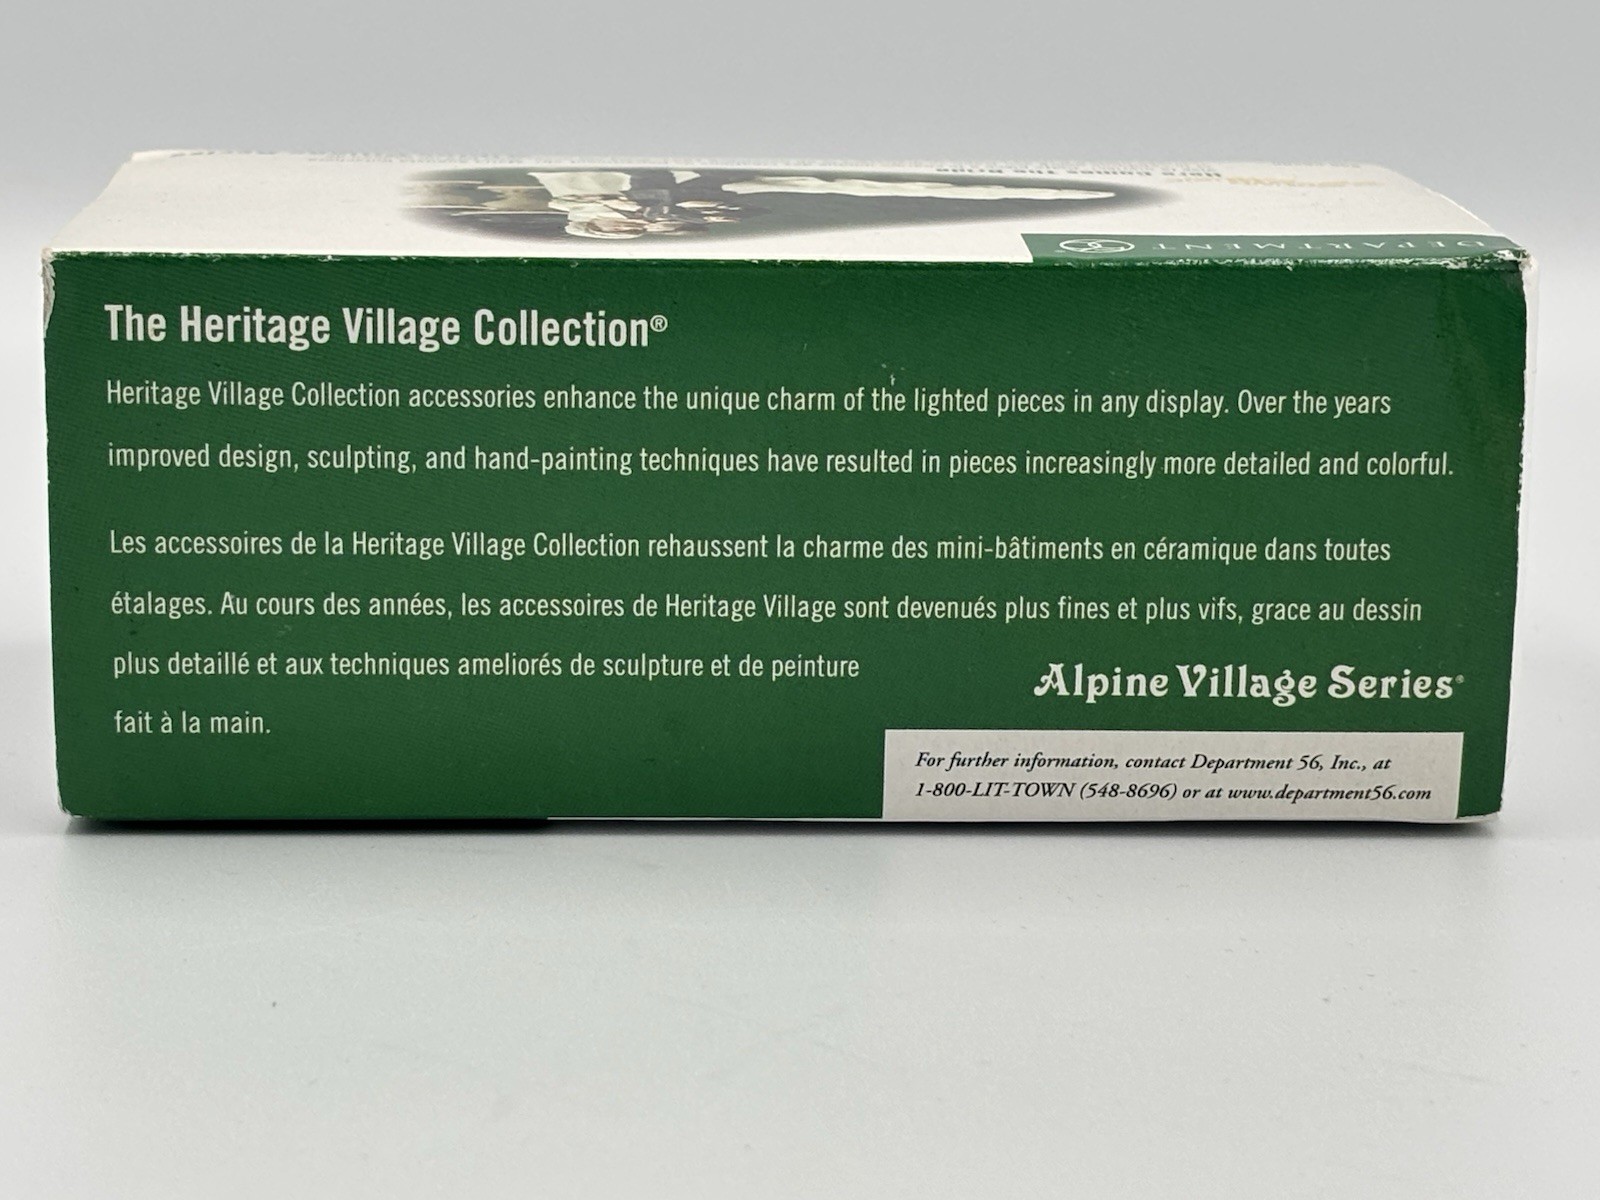 Here Comes The Bride
DEPARTMENT
The Heritage Village Collection®
Heritage Village Collection accessories enhance the unique charm of the lighted pieces in any display. Over the years
improved design, sculpting, and hand-painting techniques have resulted in pieces increasingly more detailed and colorful.
Les accessoires de la Heritage Village Collection rehaussent la charme des mini-bâtiments en céramique dans toutes
étalages. Au cours des années, les accessoires de Heritage Village sont devenués plus fines et plus vifs, grace au dessin
plus detaillé et aux techniques ameliorés de sculpture et de peinture
fait à la main.
Alpine Village Series®
For further information, contact Department 56, Inc., at
1-800-LIT-TOWN (548-8696) or at www.department56.com